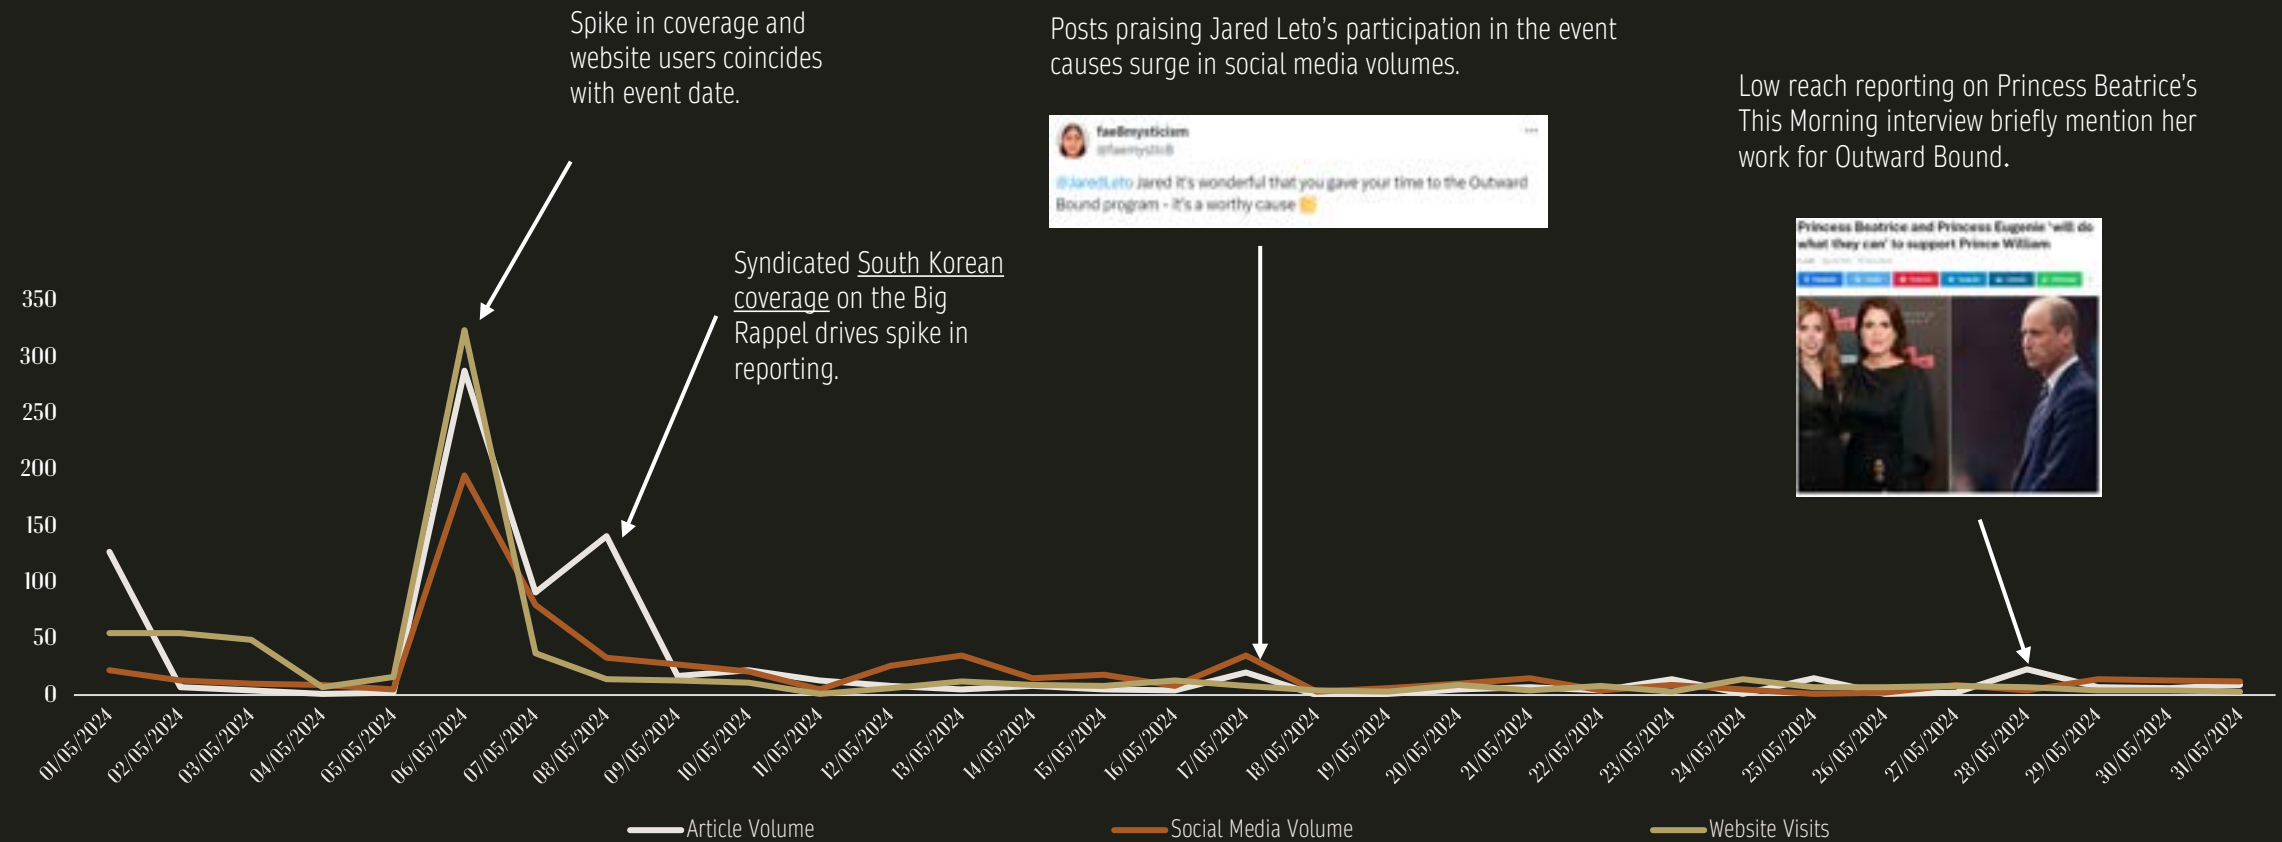 Spike in coverage and
website users coincides
with event date.
Posts praising Jared Leto's participation in the event
causes surge in social media volumes.
fae8mysticism
@JaredLeto Jared it's wonderful that you gave your time to the Outward
Bound program - it's a worthy cause
Low reach reporting on Princess Beatrice's
This Morning interview briefly mention her
work for Outward Bound.
Princess Beatrice and Princess Eugenie 'will do
what they can' to support Prince William
Syndicated South Korean
coverage on the Big
Rappel drives spike in
reporting.
350
300
250
200
150
100
50
0
01/05/2024
02/05/2024
03/05/2024
04/05/2024
05/05/2024
06/05/2024
07/05/2024
08/05/2024
09/05/2024
10/05/2024
11/05/2024
12/05/2024
13/05/2024
14/05/2024
15/05/2024
16/05/2024
17/05/2024
18/05/2024
19/05/2024
20/05/2024
21/05/2024
22/05/2024
23/05/2024
24/05/2024
25/05/2024
26/05/2024
27/05/2024
28/05/2024
29/05/2024
30/05/2024
31/05/2024
Article Volume
Social Media Volume
Website Visits